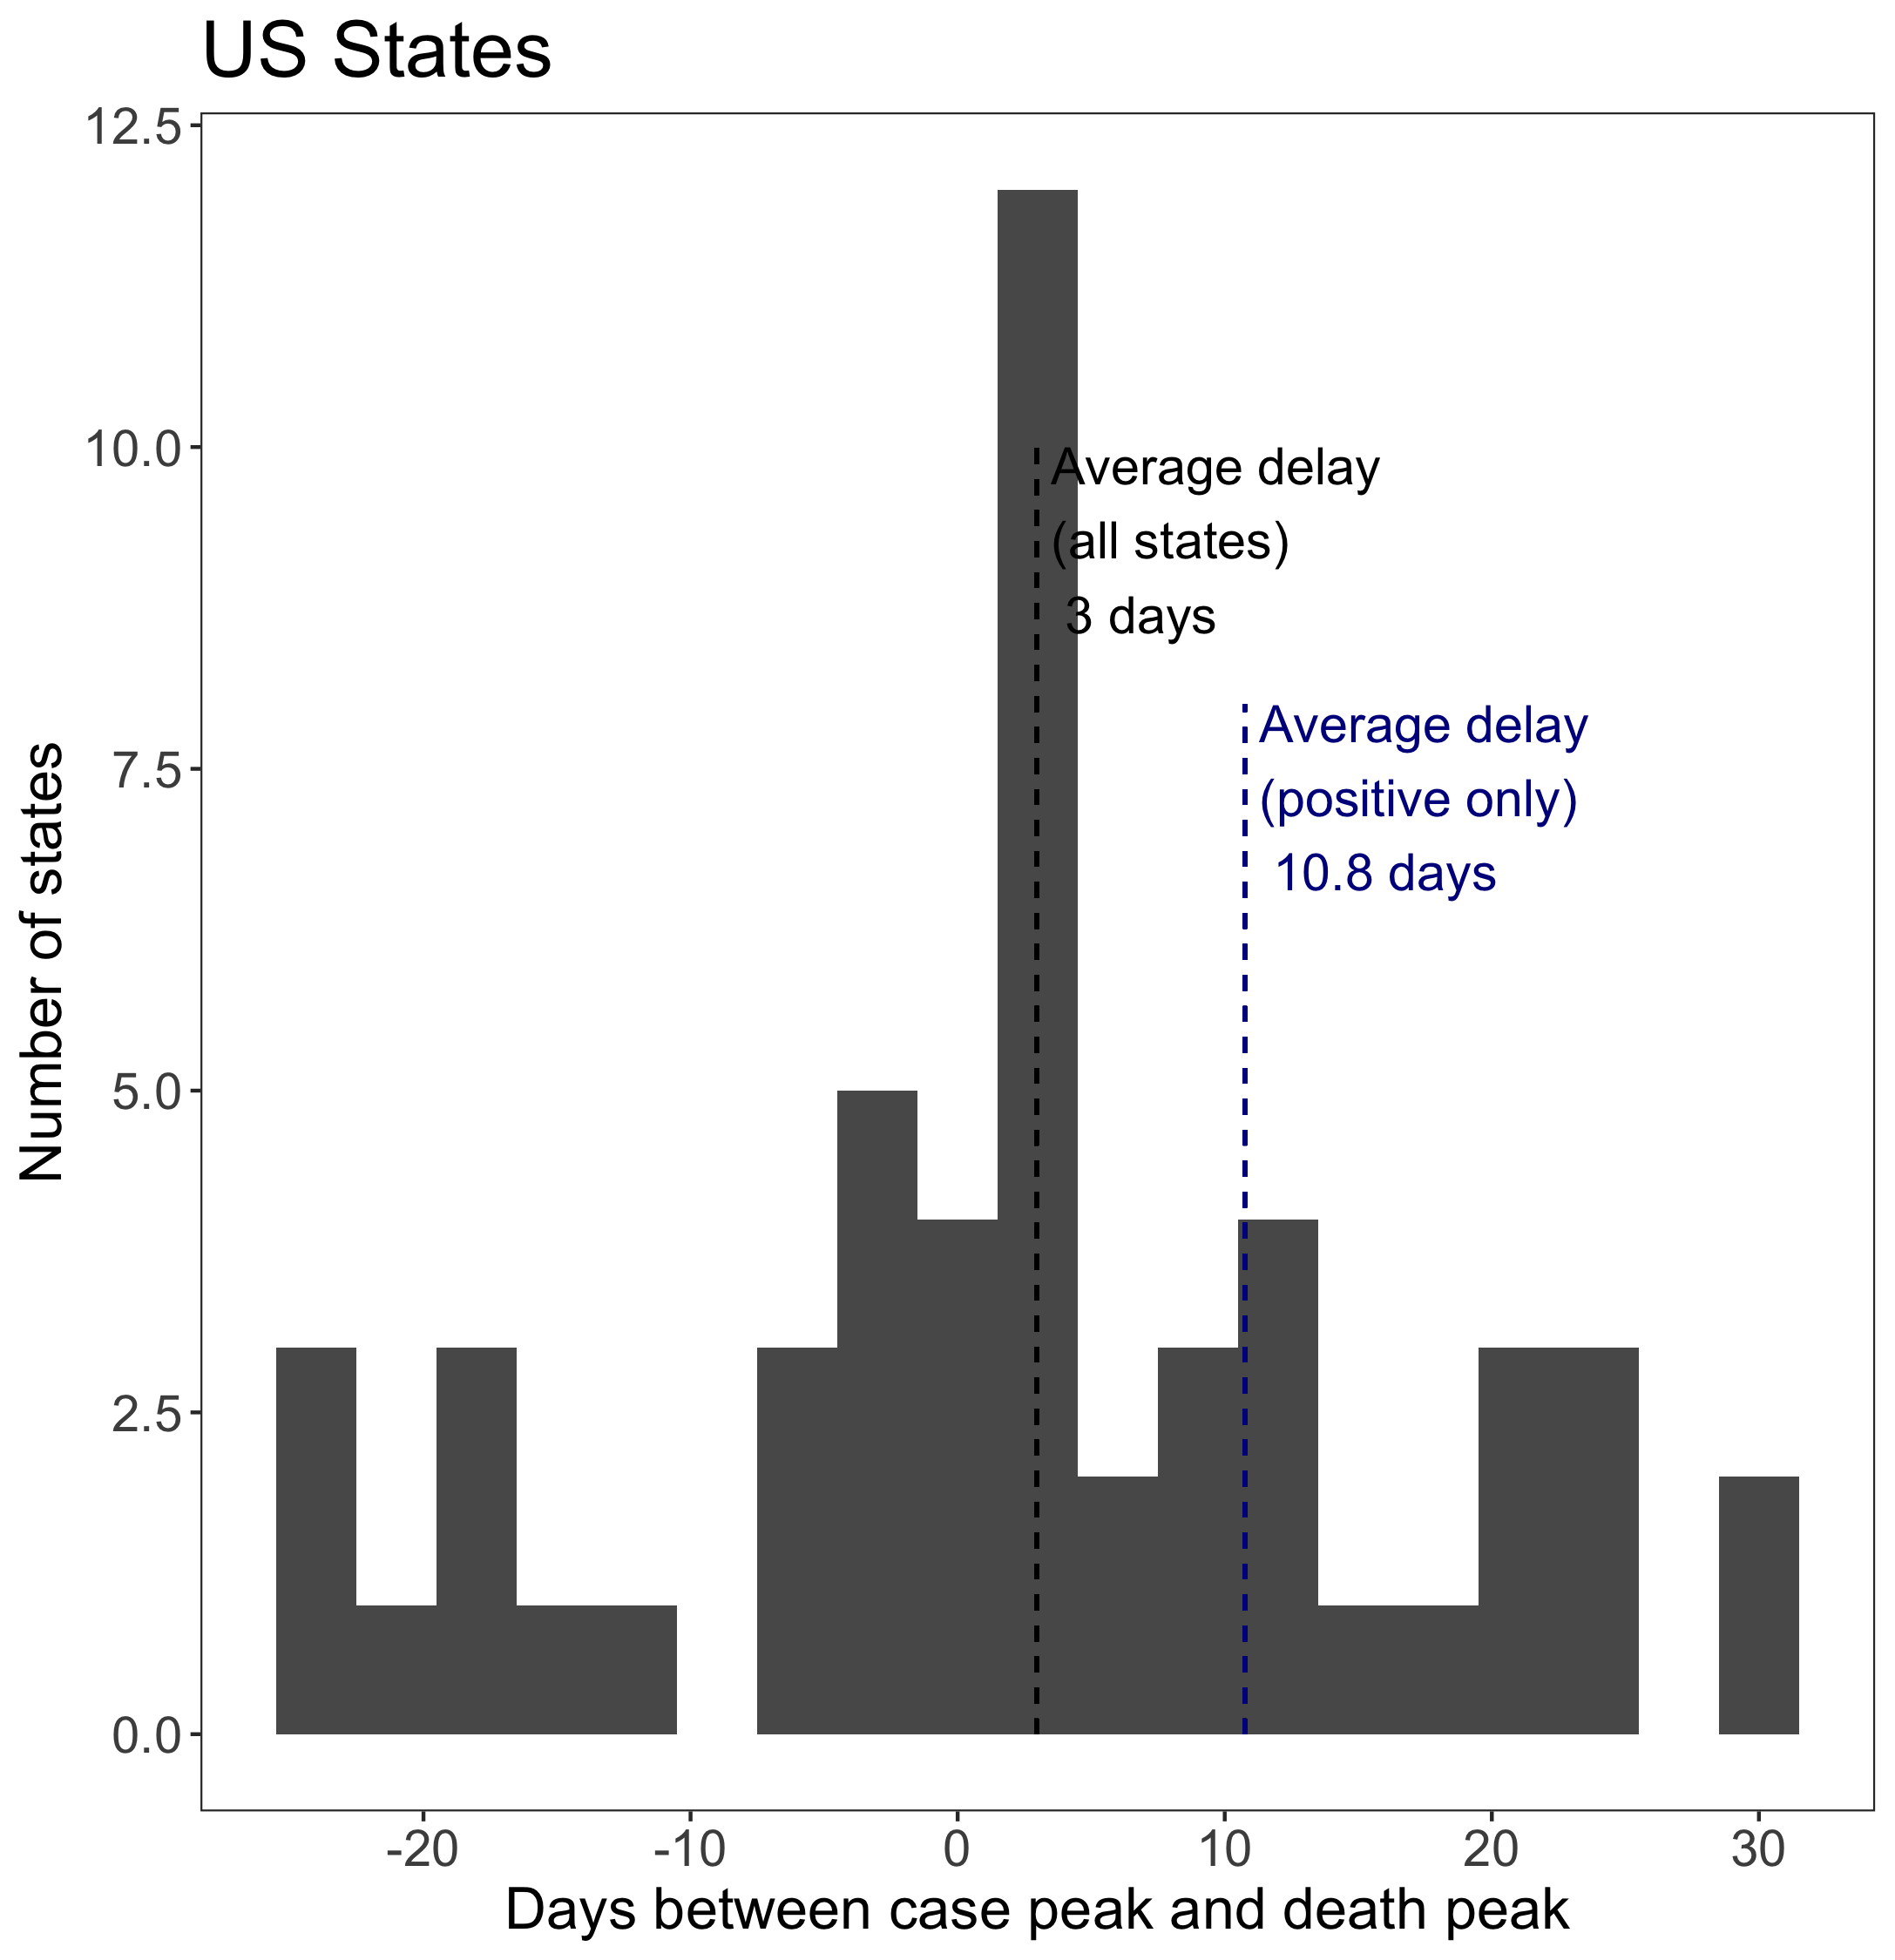 US States
12.5
10.0
7.5
5.0
2.5
0.0
Number of states
Average delay
(all states)
3 days
Average delay
(positive only)
10.8 days
-20 -10 0 10 20 30
Days between case peak and death peak